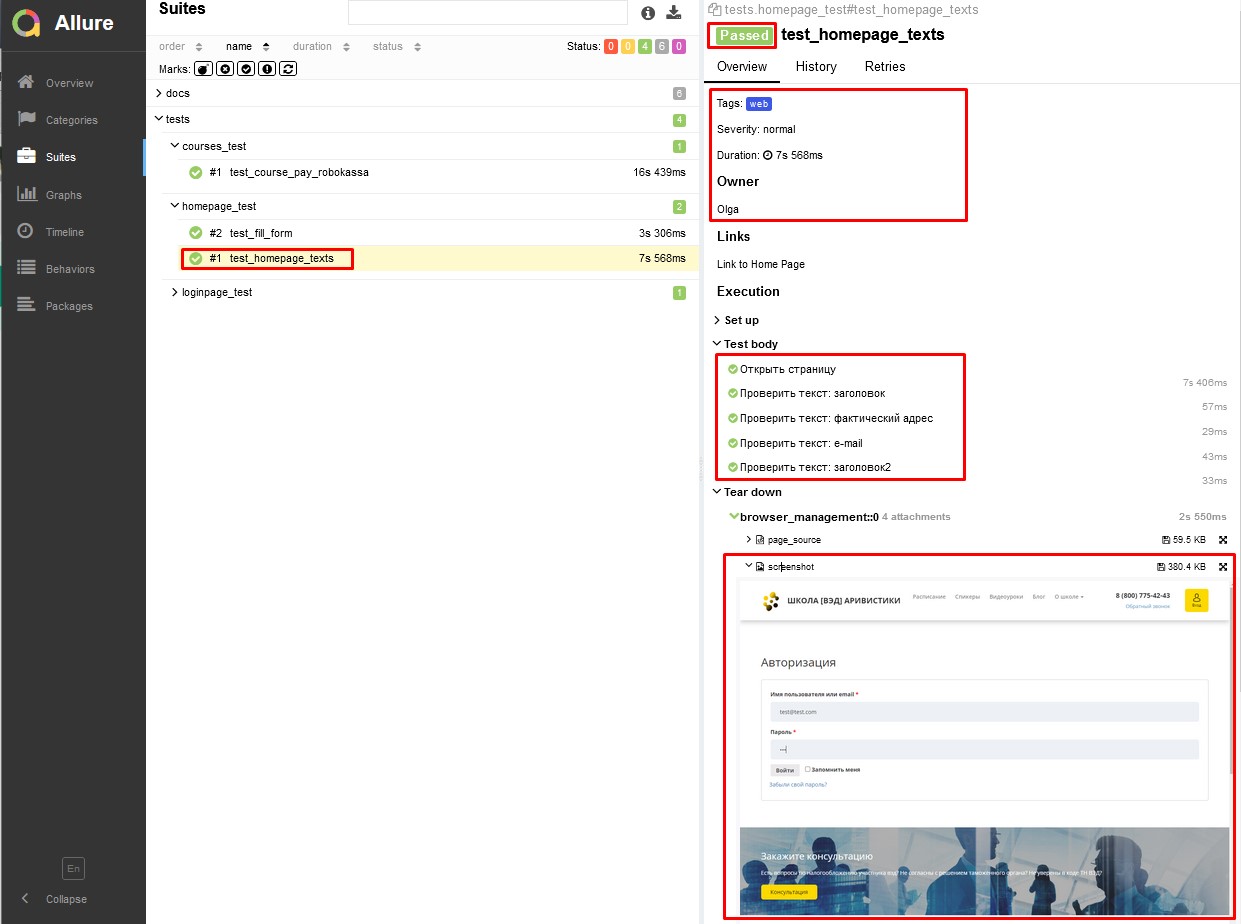 Allure
Overview
Categories
Suites
Graphs
Timeline
Behaviors
Packages
En
Collapse
Suites
order name duration status Status: 0 0 4 6 0
Marks:
docs 6
tests 4
courses_test 1
#1 test_course_pay_robokassa 16s 439ms
homepage_test 2
#2 test_fill_form 3s 306ms
#1 test_homepage_texts 7s 568ms
loginpage_test 1
tests.homepage_test#test_homepage_texts
Passed test_homepage_texts
Overview History Retries
Tags: web
Severity: normal
Duration: 7s 568ms
Owner
Olga
Links
Link to Home Page
Execution
Set up
Test body
Открыть страницу 7s 406ms
Проверить текст: заголовок 57ms
Проверить текст: фактический адрес 29ms
Проверить текст: e-mail 43ms
Проверить текст: заголовок2 33ms
Tear down
browser_management::0 4 attachments 2s 550ms
page_source 59.5 KB
screenshot 380.4 KB
ШКОЛА [ВЭД] АРИВИСТИКИ Расписание Спикеры Видеоуроки Блог О школе 8 (800) 775-42-43
Обратный звонок Вход
Авторизация
Имя пользователя или email *
test@test.com
Пароль *
Войти Запомнить меня
Забыли свой пароль?
Закажите консультацию
Есть вопросы по налогообложению участника вэд? Не согласны с решением таможенного органа? Не уверены в коде ТН ВЭД?
Консультация